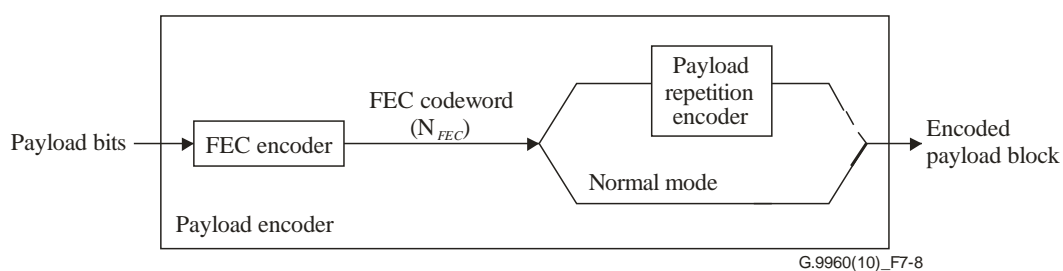 Payload bits
FEC encoder
FEC codeword
(N_FEC)
Payload
repetition
encoder
Normal mode
Encoded
payload block
Payload encoder
G.9960(10)_F7-8